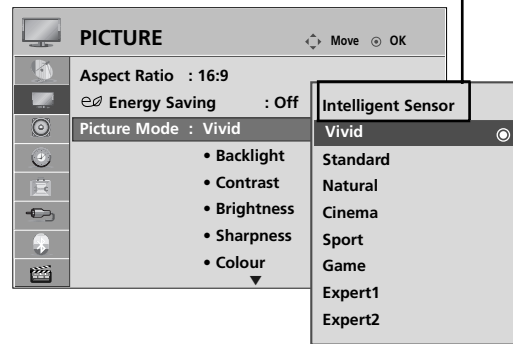 PICTURE
Move ⊙ OK
Aspect Ratio : 16:9
Energy Saving : Off
Picture Mode : Vivid
• Backlight
• Contrast
• Brightness
• Sharpness
• Colour
Intelligent Sensor
Vivid
Standard
Natural
Cinema
Sport
Game
Expert1
Expert2